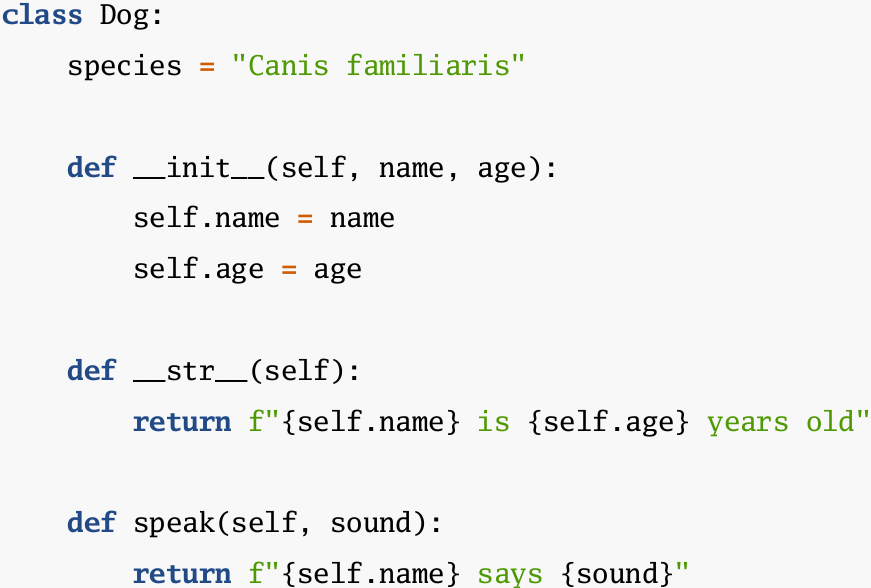 class Dog:
    species = "Canis familiaris"

    def __init__(self, name, age):
        self.name = name
        self.age = age

    def __str__(self):
        return f"{self.name} is {self.age} years old"

    def speak(self, sound):
        return f"{self.name} says {sound}"